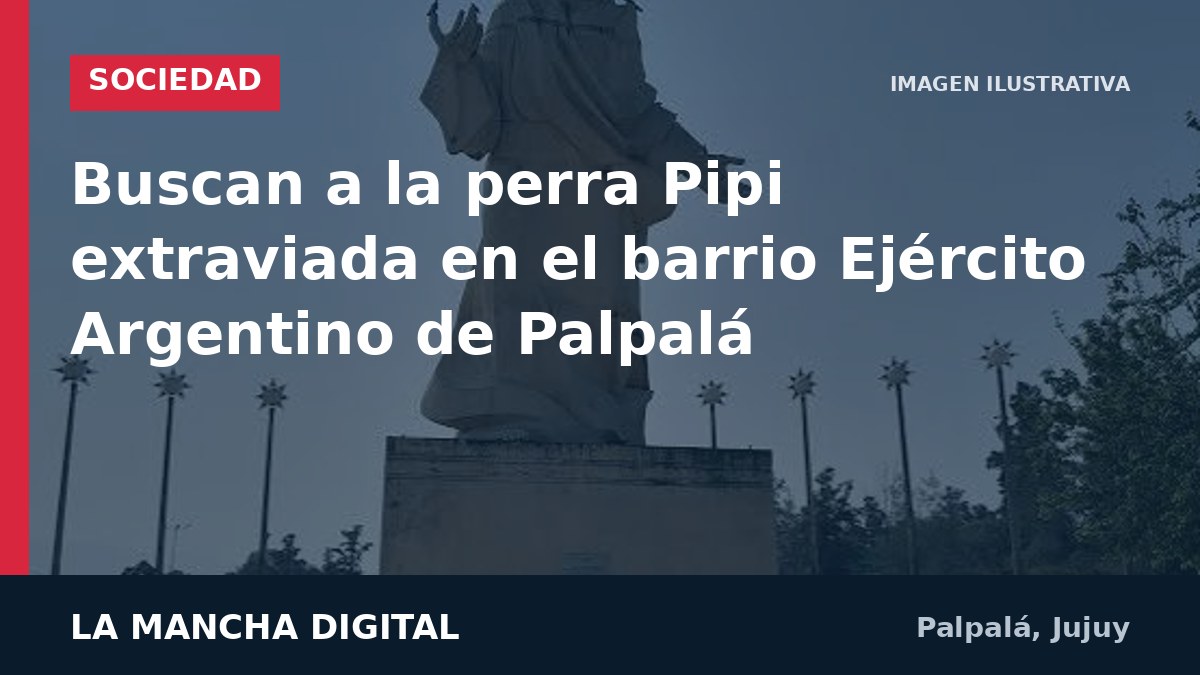 SOCIEDAD
IMAGEN ILUSTRATIVA
Buscan a la perra Pipi
extraviada en el barrio Ejército
Argentino de Palpalá
LA MANCHA DIGITAL
Palpalá, Jujuy